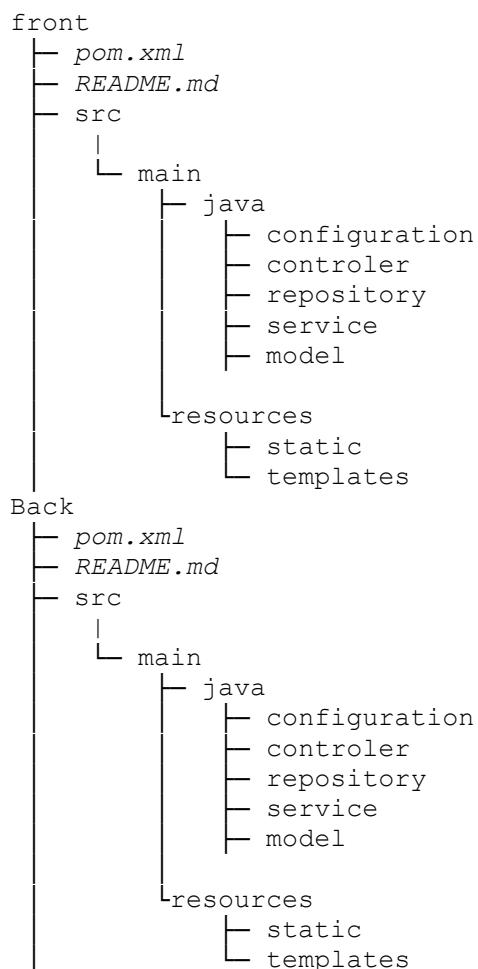 front
pom.xml
README.md
src
main
java
configuration
controler
repository
service
model
resources
static
templates
Back
pom.xml
README.md
src
main
java
configuration
controler
repository
service
model
resources
static
templates